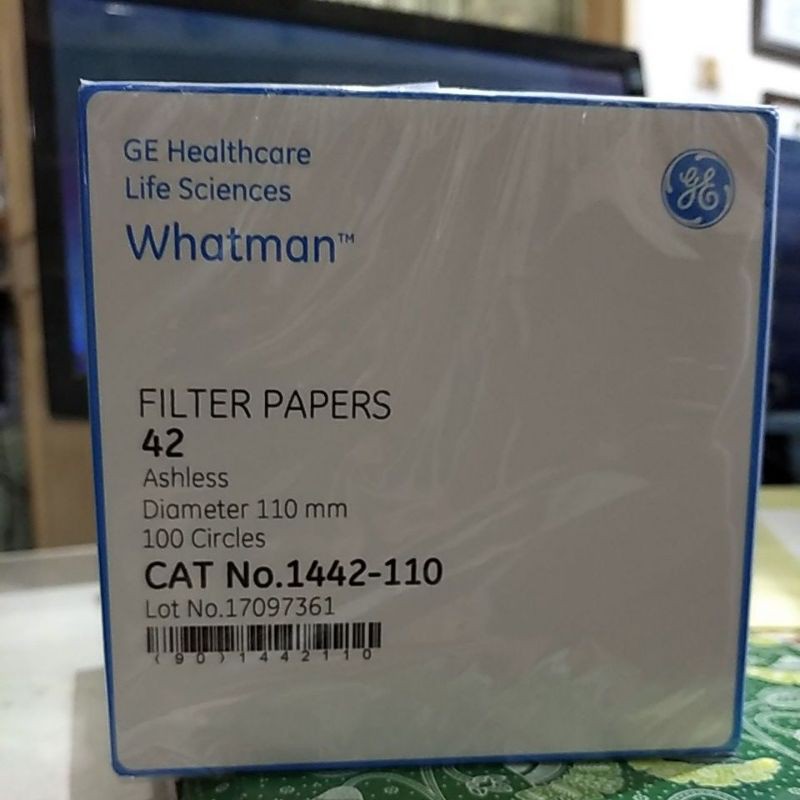 GE Healthcare
Life Sciences
Whatman™
GE
FILTER PAPERS
42
Ashless
Diameter 110 mm
100 Circles
CAT No.1442-110
Lot No.17097361
(90)1442110